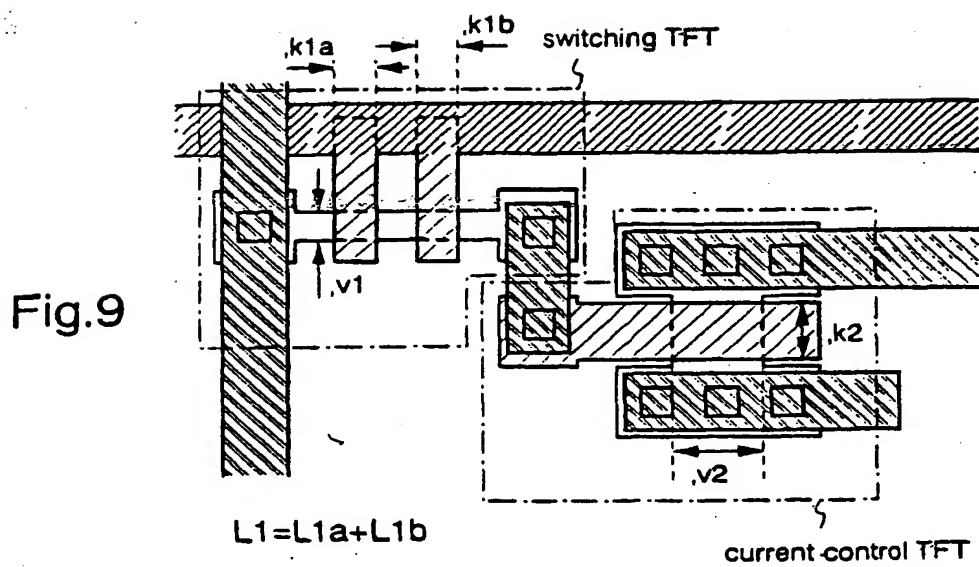 ,k1a
,k1b
switching TFT
,v1
Fig.9
,k2
,v2
L1=L1a+L1b
current-control TFT